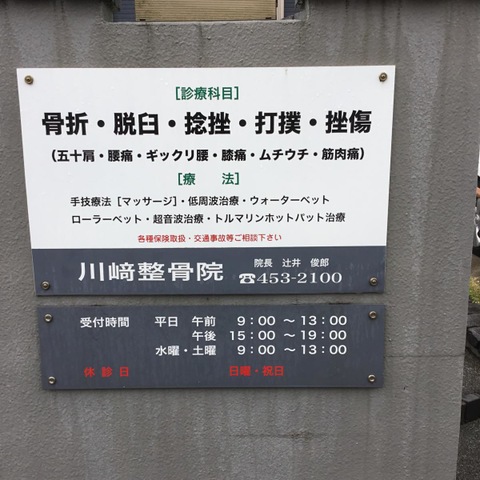 ［診療科目］
骨折・脱臼・捻挫・打撲・挫傷
（五十肩・腰痛・ギックリ腰・膝痛・ムチウチ・筋肉痛）
［療　法］
手技療法［マッサージ］・低周波治療・ウォーターベット
ローラーベット・超音波治療・トルマリンホットパット治療
各種保険取扱・交通事故等ご相談下さい
川﨑整骨院　院長　辻井　俊郎
☎453-2100
受付時間　平日　午前　9：00　～13：00
午後　15：00　～19：00
水曜・土曜　9：00　～13：00
休診日　日曜・祝日